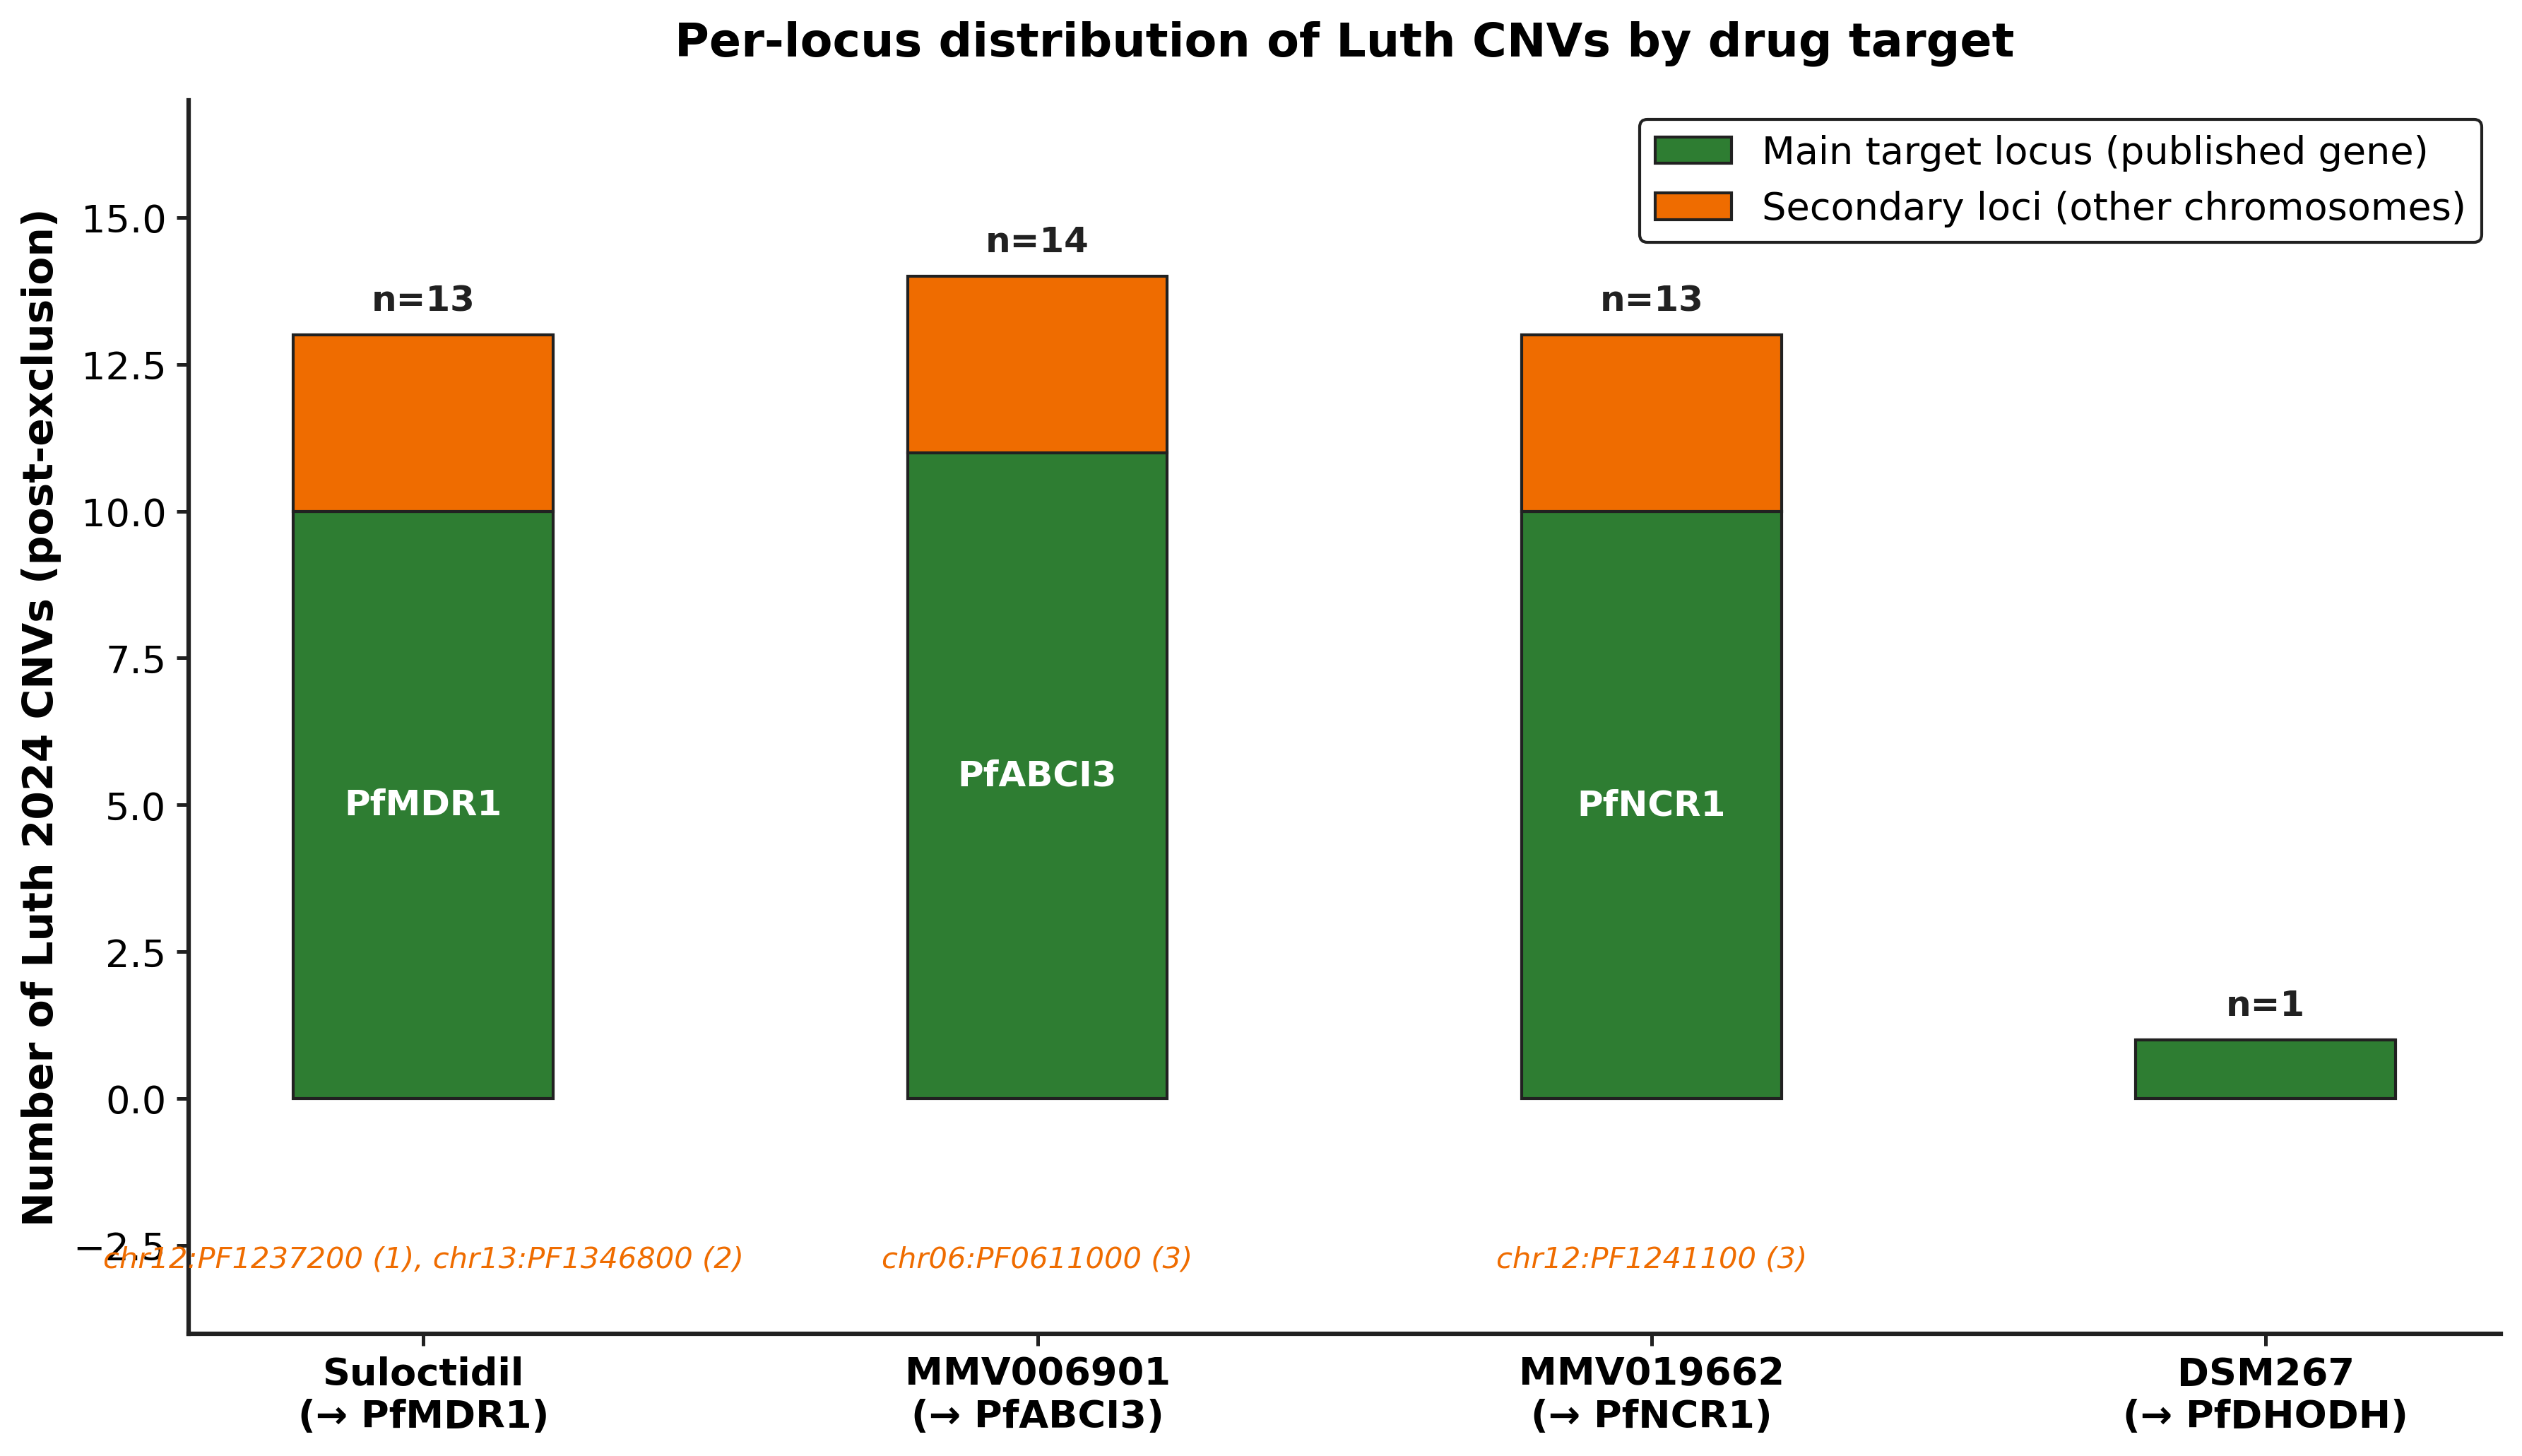 Per-locus distribution of Luth CNVs by drug target
Number of Luth 2024 CNVs (post-exclusion)
Main target locus (published gene)
Secondary loci (other chromosomes)
15.0
12.5
10.0
7.5
5.0
2.5
0.0
−2.5
n=13
n=14
n=13
n=1
PfMDR1
PfABCI3
PfNCR1
chr12:PF1237200 (1), chr13:PF1346800 (2)
chr06:PF0611000 (3)
chr12:PF1241100 (3)
Suloctidil
(→ PfMDR1)
MMV006901
(→ PfABCI3)
MMV019662
(→ PfNCR1)
DSM267
(→ PfDHODH)